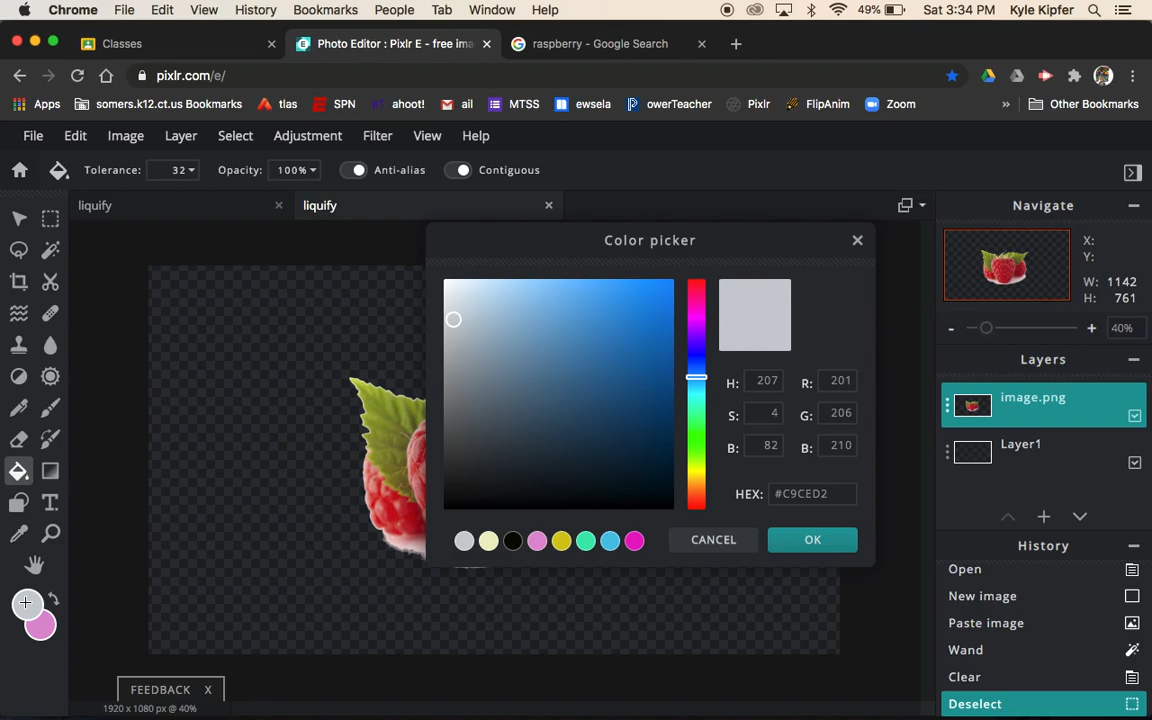 Chrome File Edit View History Bookmarks People Tab Window Help 49% Sat 3:34 PM Kyle Kipfer
Classes Photo Editor : Pixlr E - free ima raspberry - Google Search
pixlr.com/e/
Apps somers.k12.ct.us Bookmarks tlas SPN ahoot! ail MTSS ewsela owerTeacher Pixlr FlipAnim Zoom » Other Bookmarks
File Edit Image Layer Select Adjustment Filter View Help
Tolerance: 32 Opacity: 100% Anti-alias Contiguous
liquify liquify Navigate
Color picker
X:
Y:
W: 1142
H: 761
40%
Layers
H: 207 R: 201
S: 4 G: 206
B: 82 B: 210
HEX: #C9CED2
CANCEL OK
image.png
Layer1
History
Open
New image
Paste image
Wand
Clear
Deselect
FEEDBACK X
1920 x 1080 px @ 40%